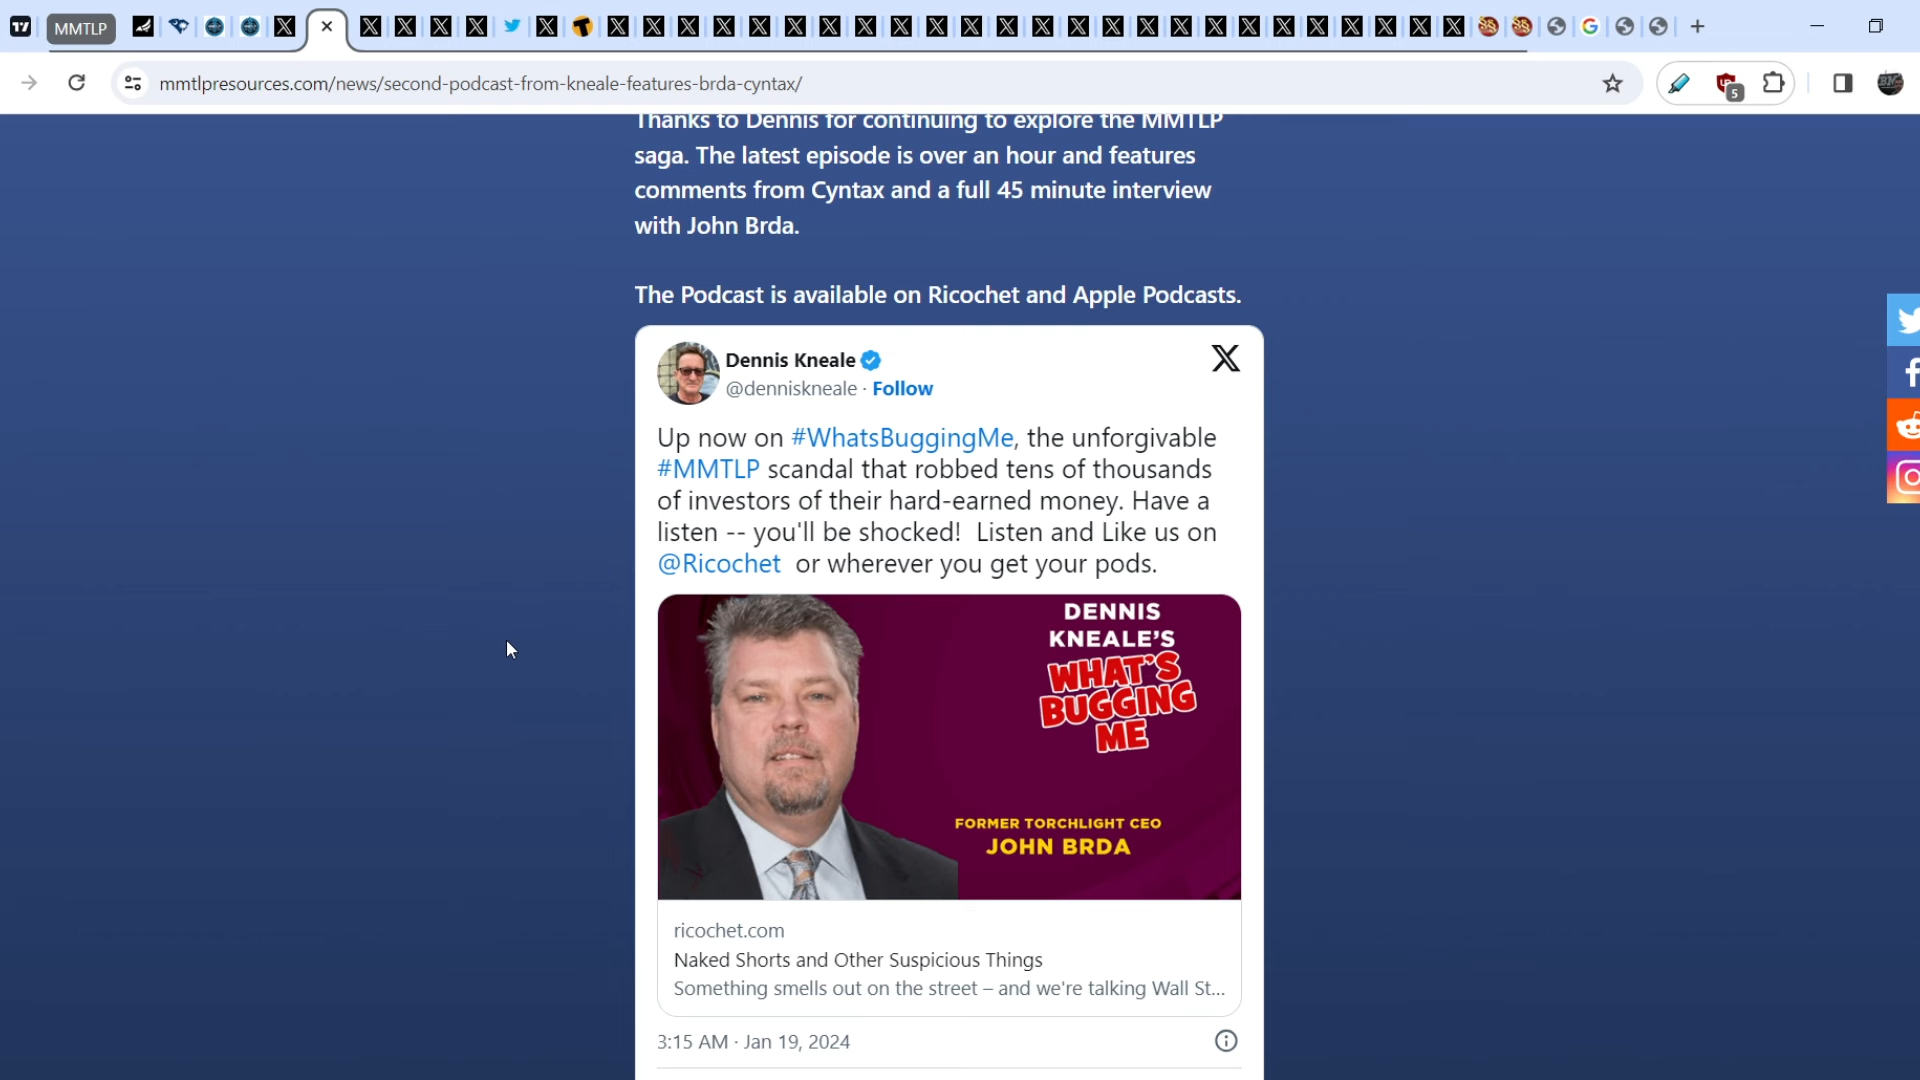 MMTLP
mmtlpresources.com/news/second-podcast-from-kneale-features-brda-cyntax/
5
Thanks to Dennis for continuing to explore the MMTLP
saga. The latest episode is over an hour and features
comments from Cyntax and a full 45 minute interview
with John Brda.
The Podcast is available on Ricochet and Apple Podcasts.
Dennis Kneale
@denniskneale · Follow
Up now on #WhatsBuggingMe, the unforgivable
#MMTLP scandal that robbed tens of thousands
of investors of their hard-earned money. Have a
listen -- you'll be shocked! Listen and Like us on
@Ricochet or wherever you get your pods.
DENNIS
KNEALE'S
WHAT'S
BUGGING
ME
FORMER TORCHLIGHT CEO
JOHN BRDA
ricochet.com
Naked Shorts and Other Suspicious Things
Something smells out on the street – and we're talking Wall St...
3:15 AM · Jan 19, 2024